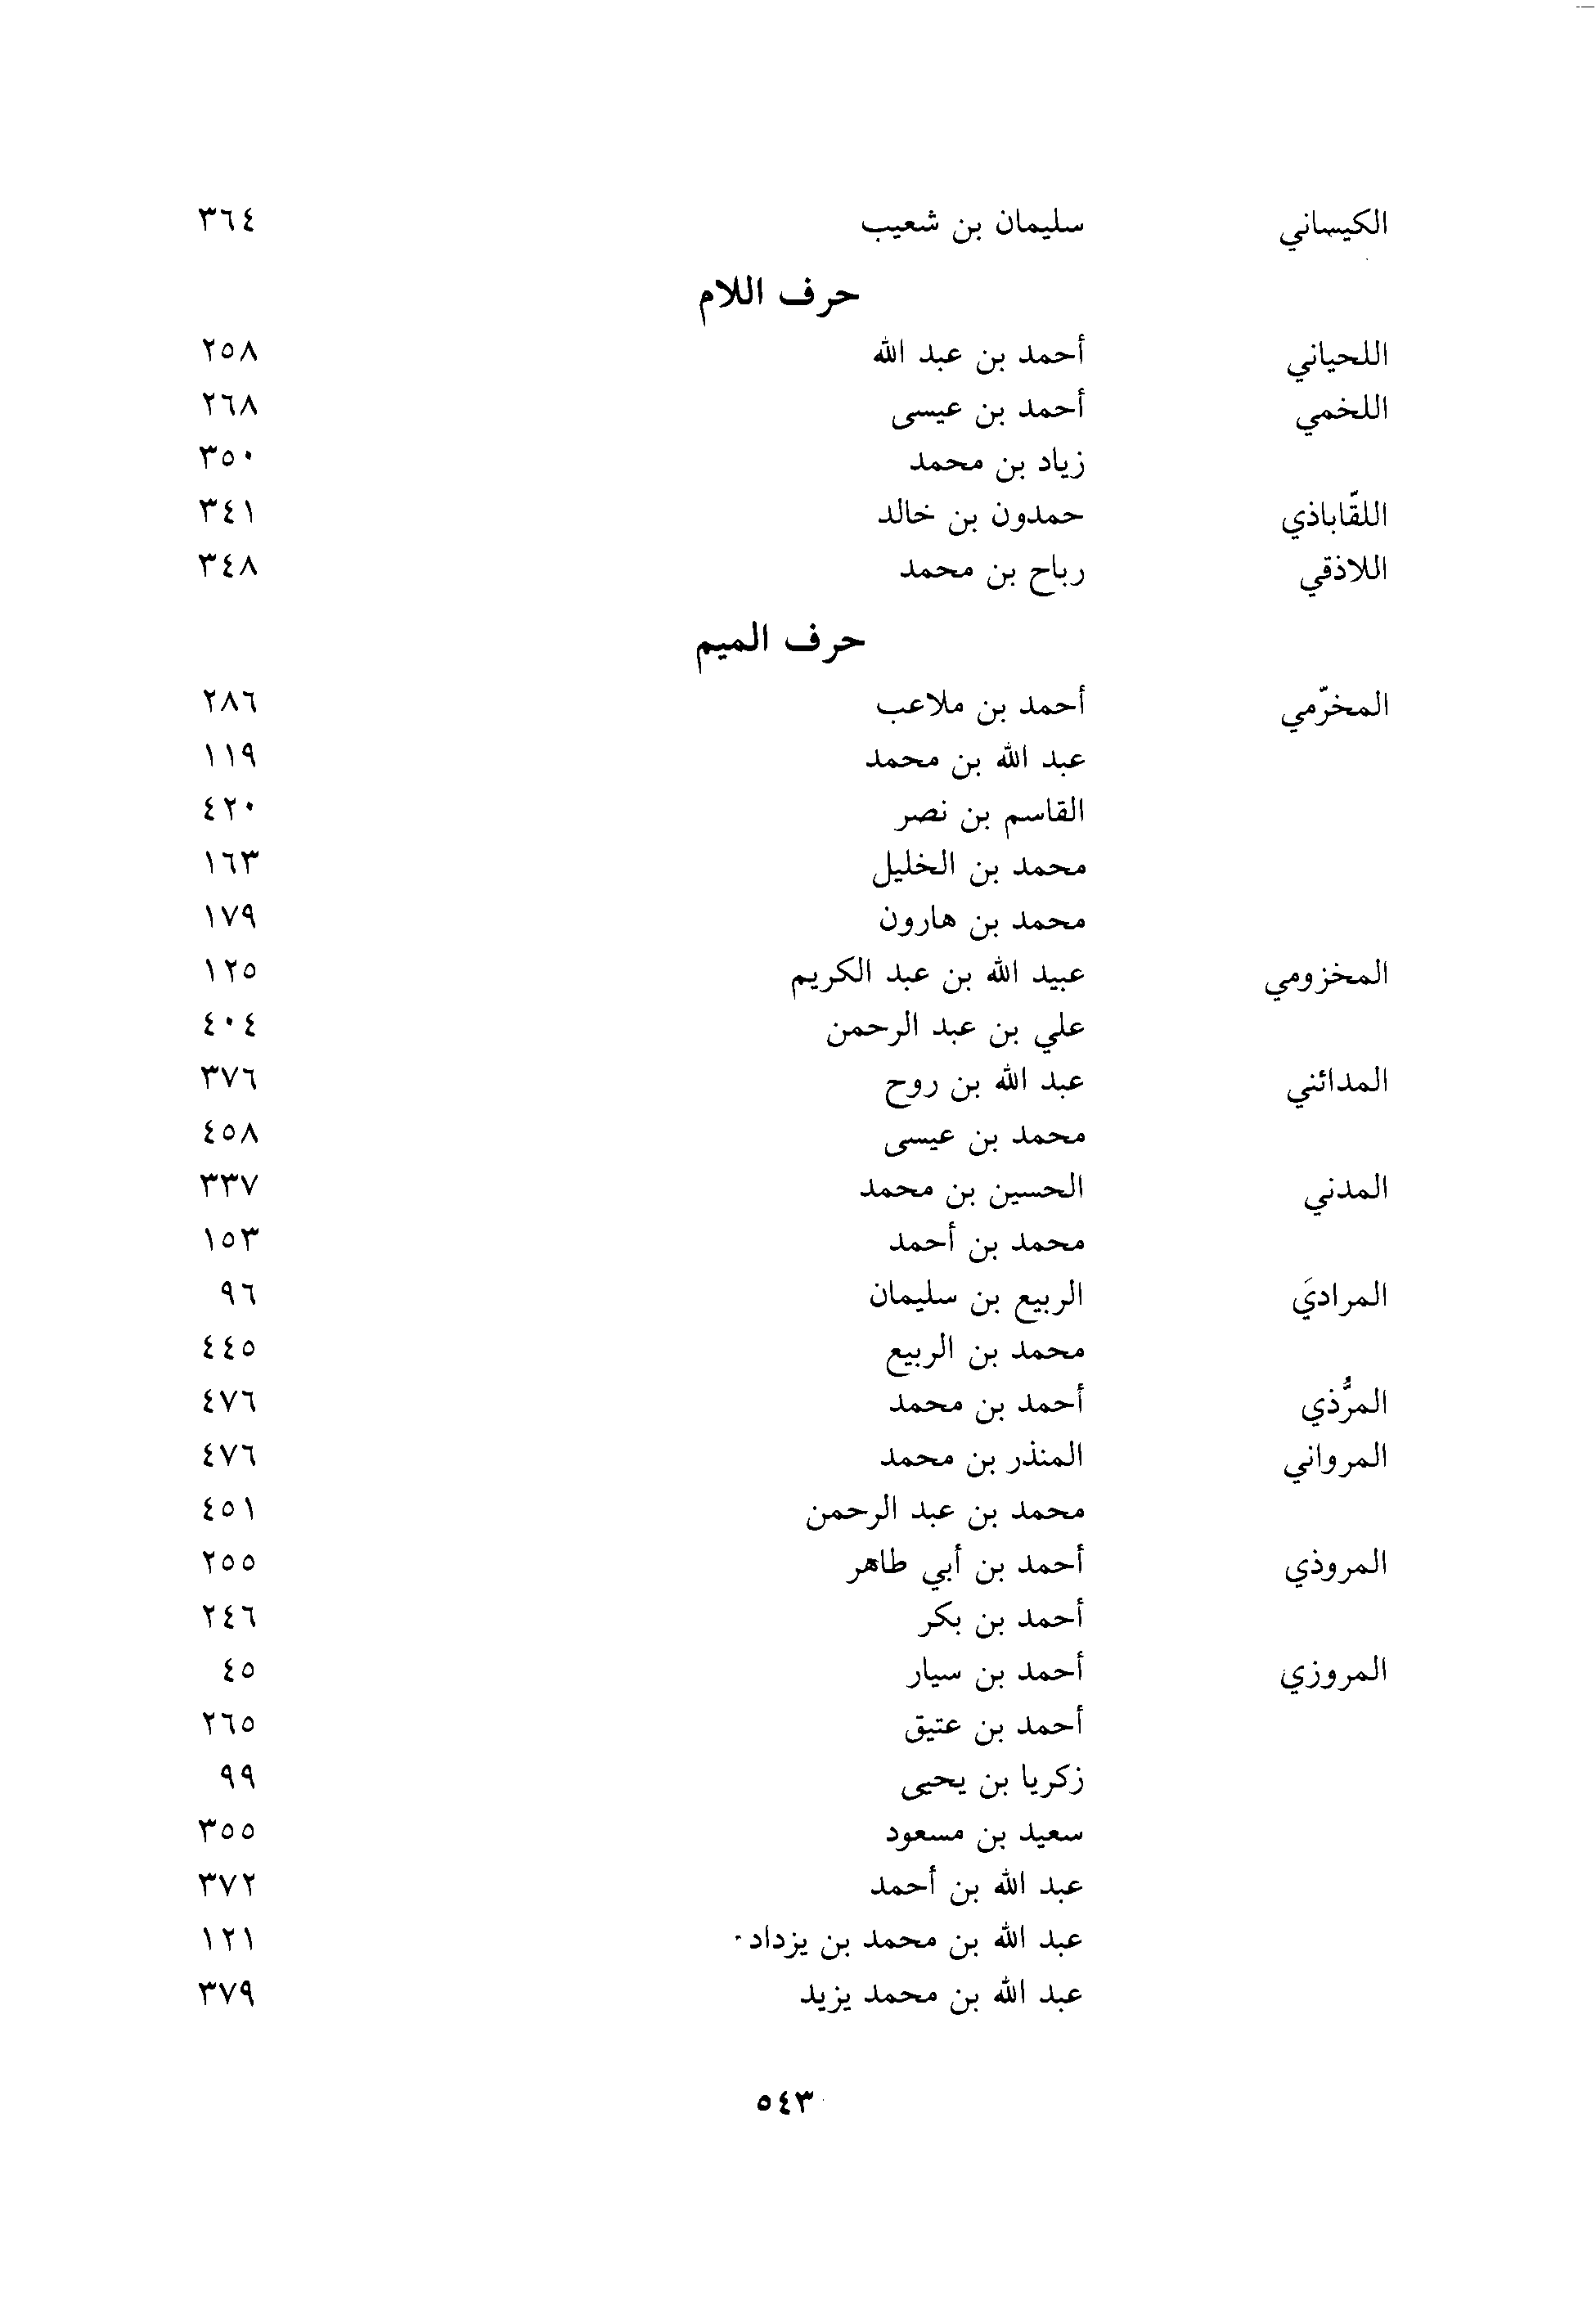 الكيساني سليمان بن شعيب ٣٦٤
حرف اللام
اللحياني أحمد بن عبد الله ٢٥٨
اللخمي أحمد بن عيسى ٢٦٨
زياد بن محمد ٣٥٠
اللقّاباذي حمدون بن خالد ٣٤١
اللاذقي رباح بن محمد ٣٤٨
حرف الميم
المخرّمي أحمد بن ملاعب ٢٨٦
عبد الله بن محمد ١١٩
القاسم بن نصر ٤٢٠
محمد بن الخليل ١٦٣
محمد بن هارون ١٧٩
المخزومي عبيد الله بن عبد الكريم ١٢٥
علي بن عبد الرحمن ٤٠٤
المدائني عبد الله بن روح ٣٧٦
محمد بن عيسى ٤٥٨
المدني الحسين بن محمد ٣٣٧
محمد بن أحمد ١٥٣
المراديَ الربيع بن سليمان ٩٦
محمد بن الربيع ٤٤٥
المرُّذي أحمد بن محمد ٤٧٦
المرواني المنذر بن محمد ٤٧٦
محمد بن عبد الرحمن ٤٥١
المروذي أحمد بن أبي طاهر ٢٥٥
أحمد بن بكر ٢٤٦
المروزي أحمد بن سيار ٤٥
أحمد بن عتيق ٢٦٥
زكريا بن يحيى ٩٩
سعيد بن مسعود ٣٥٥
عبد الله بن أحمد ٣٧٢
عبد الله بن محمد بن يزداد ١٢١
عبد الله بن محمد يزيد ٣٧٩
٥٤٣